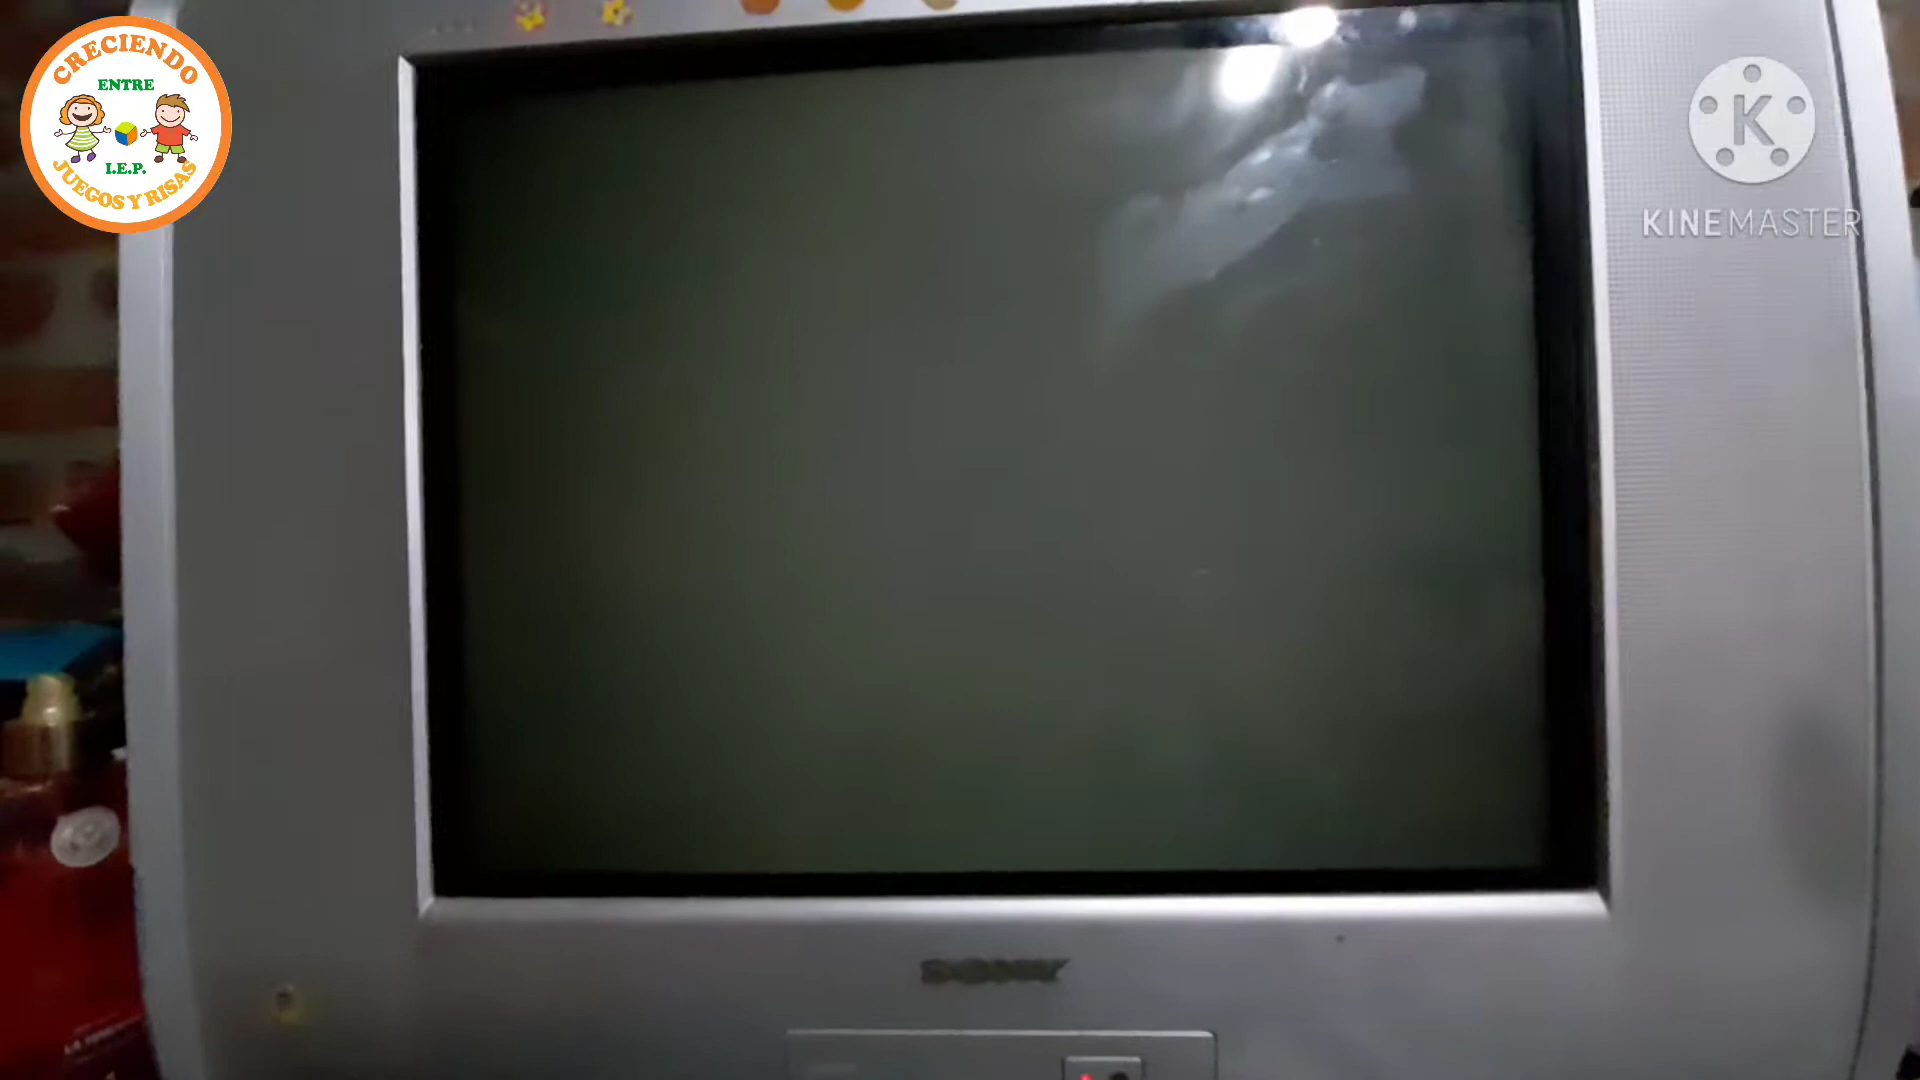 CRECIENDO
ENTRE
I.E.P.
JUEGOS Y RISAS
K
KINEMASTER
SONY